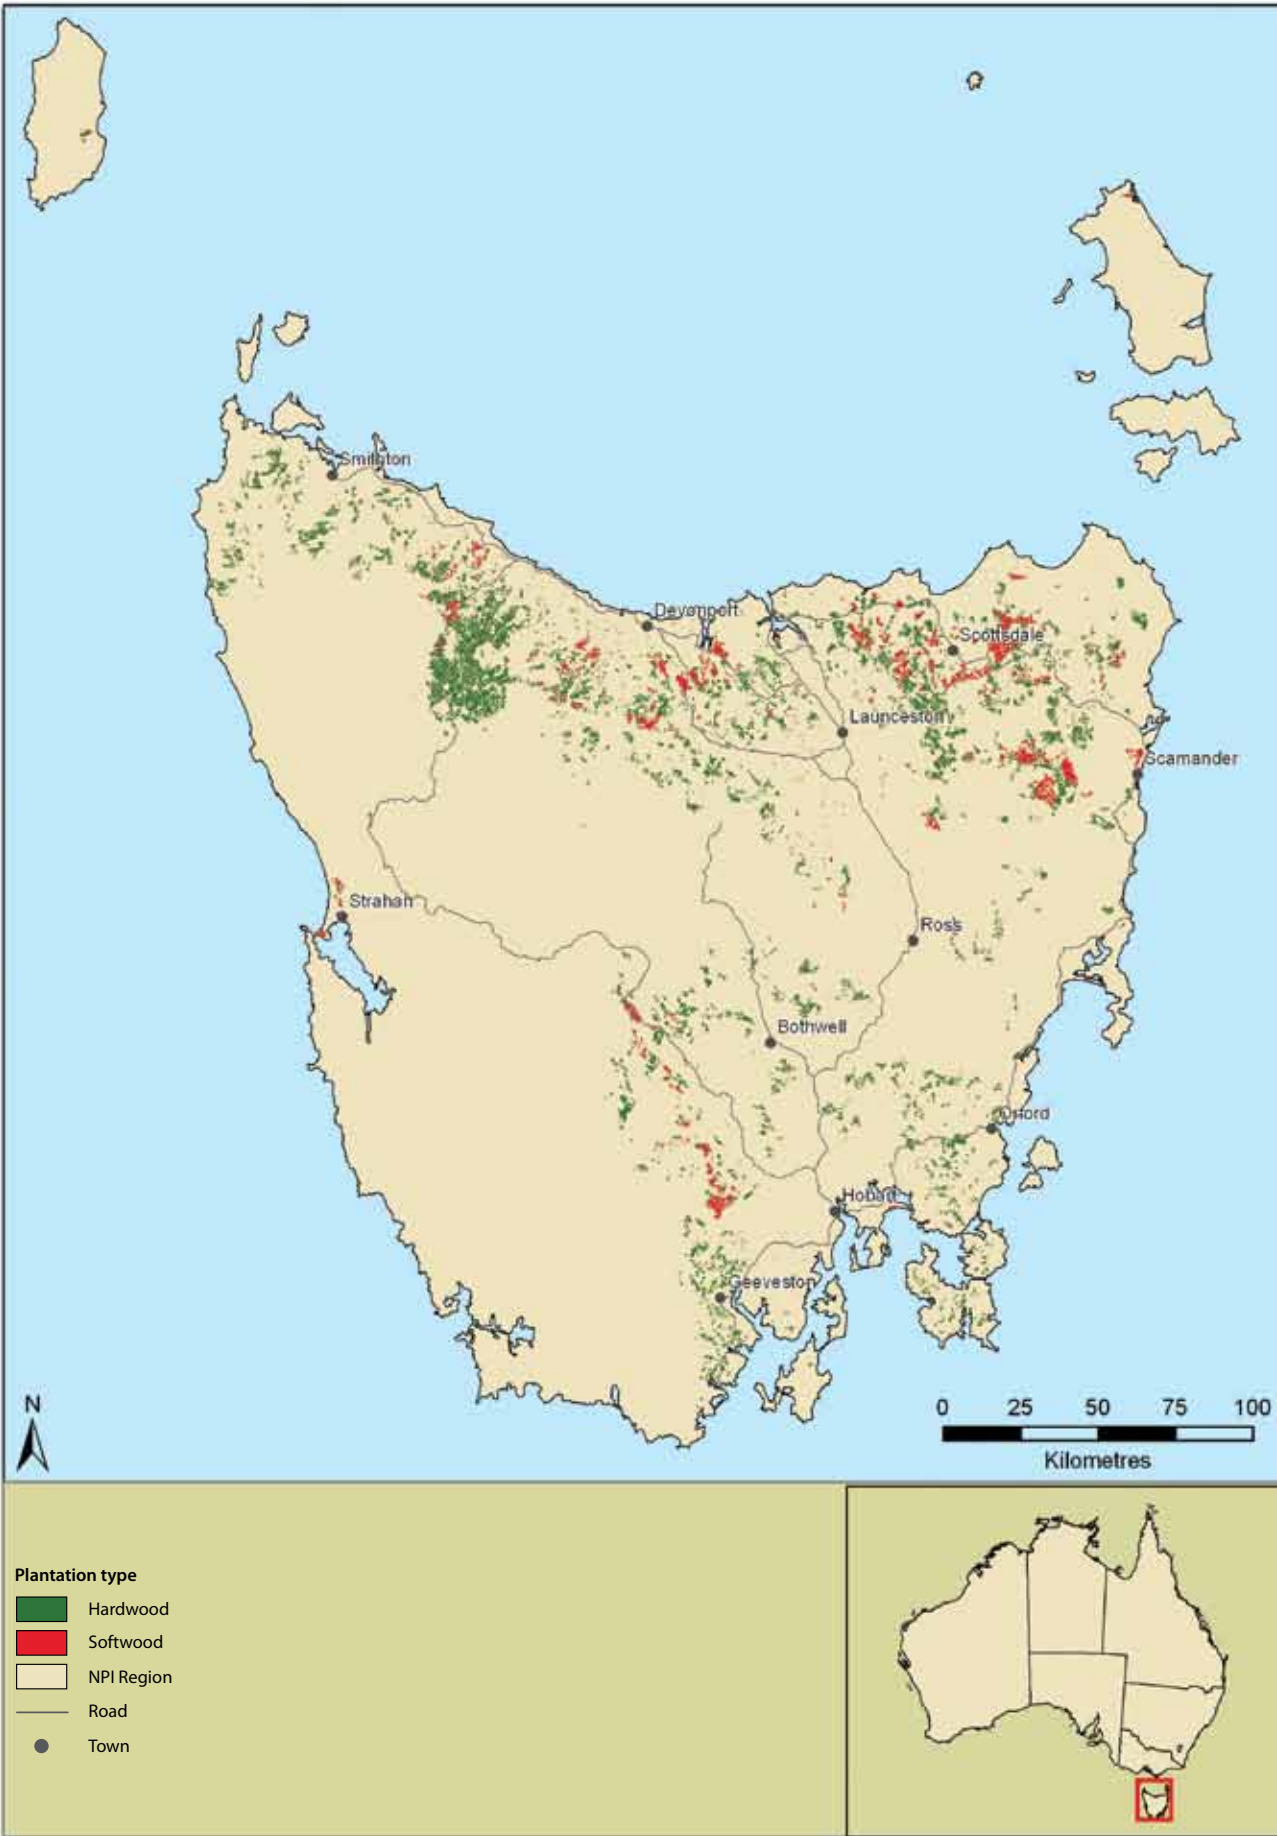 Smithton
Devonport
Scottsdale
Launceston
Scamander
Strahan
Ross
Bothwell
Orford
Hobart
Geeveston
N
0 25 50 75 100
Kilometres
Plantation type
Hardwood
Softwood
NPI Region
Road
Town